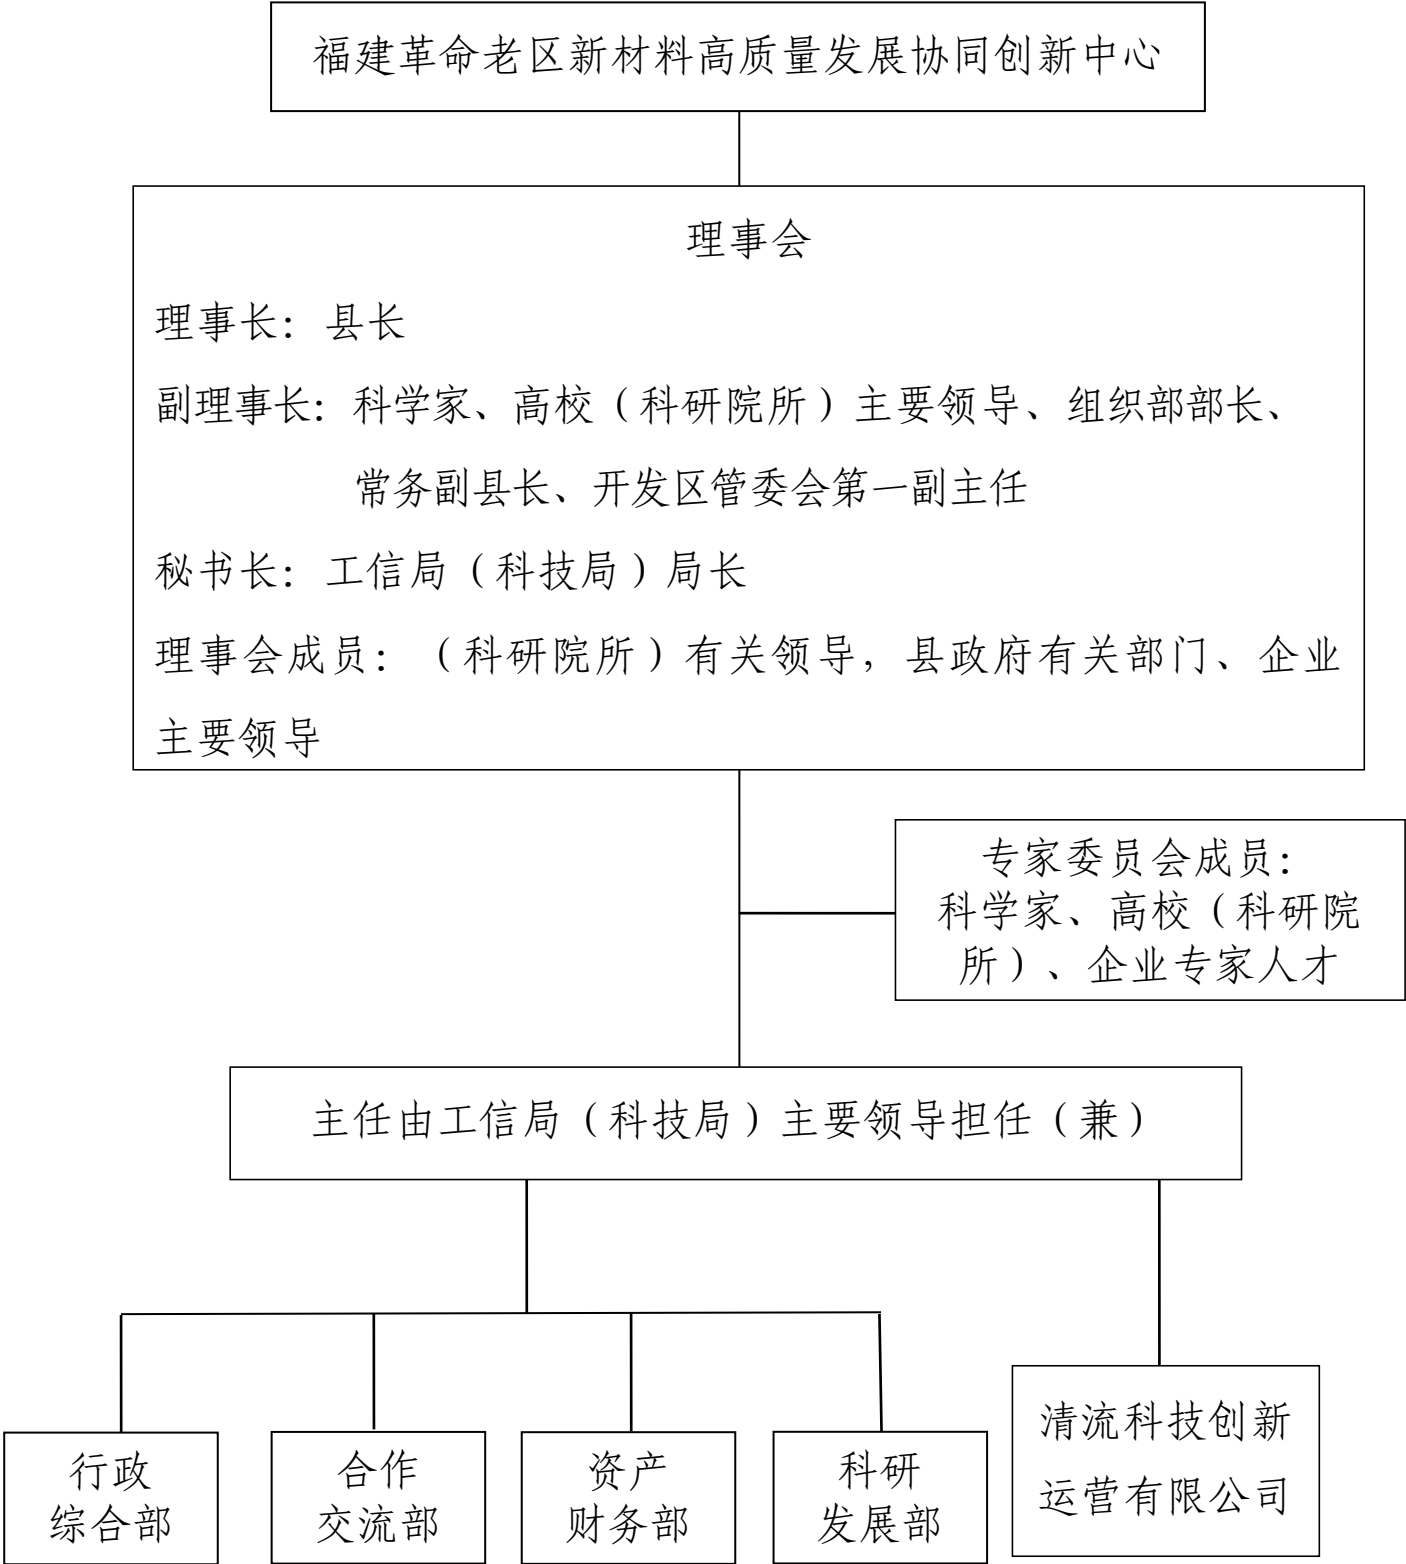 福建革命老区新材料高质量发展协同创新中心
理事会
理事长：县长
副理事长：科学家、高校（科研院所）主要领导、组织部部长、
常务副县长、开发区管委会第一副主任
秘书长：工信局（科技局）局长
理事会成员：（科研院所）有关领导，县政府有关部门、企业
主要领导
专家委员会成员：
科学家、高校（科研院
所）、企业专家人才
主任由工信局（科技局）主要领导担任（兼）
行政
综合部
合作
交流部
资产
财务部
科研
发展部
清流科技创新
运营有限公司